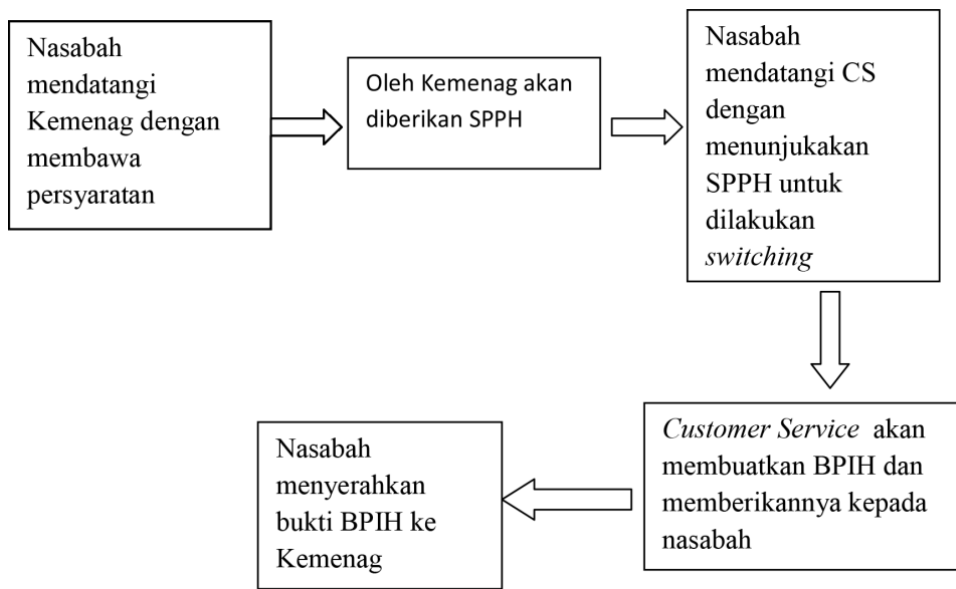 Nasabah
mendatangi
Kemenag dengan
membawa
persyaratan
Oleh Kemenag akan
diberikan SPPH
Nasabah
mendatangi CS
dengan
menunjukakan
SPPH untuk
dilakukan
switching
Customer Service akan
membuatkan BPIH dan
memberikannya kepada
nasabah
Nasabah
menyerahkan
bukti BPIH ke
Kemenag